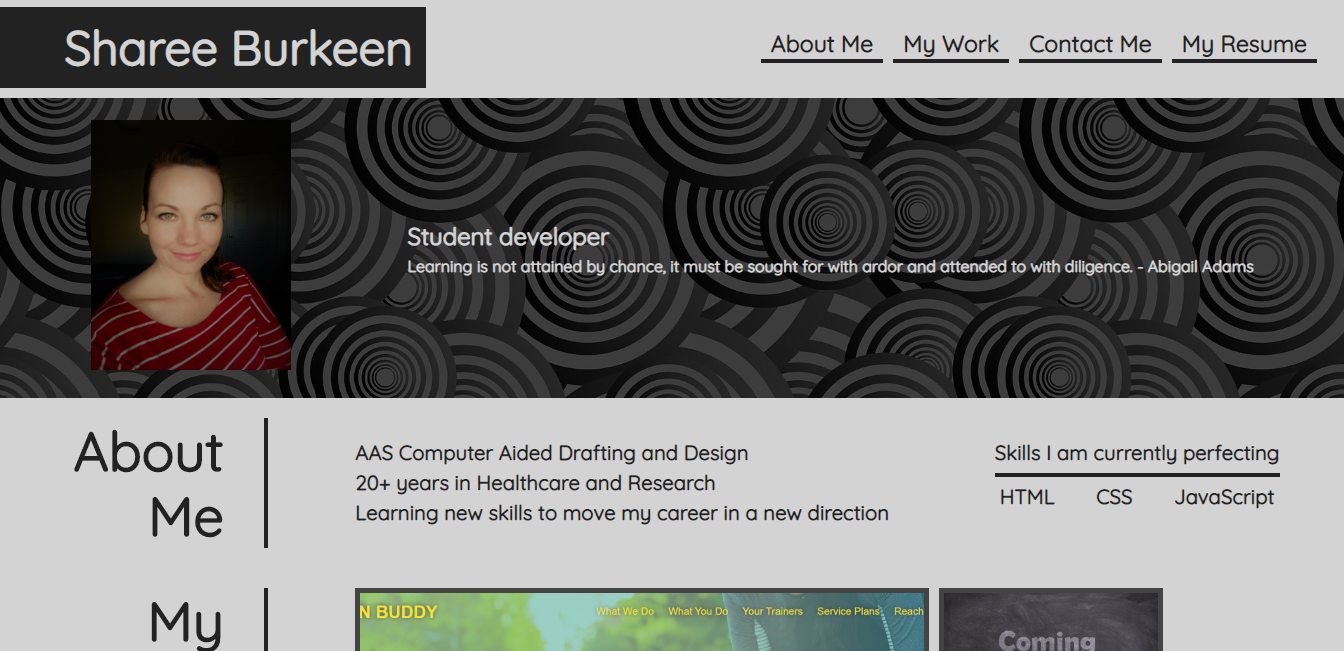 Sharee Burkeen
About Me My Work Contact Me My Resume
Student developer
Learning is not attained by chance, it must be sought for with ardor and attended to with diligence. - Abigail Adams
About
Me
AAS Computer Aided Drafting and Design
20+ years in Healthcare and Research
Learning new skills to move my career in a new direction
Skills I am currently perfecting
HTML CSS JavaScript
My
N BUDDY
What We Do What You Do Your Trainers Service Plans Reach
Coming